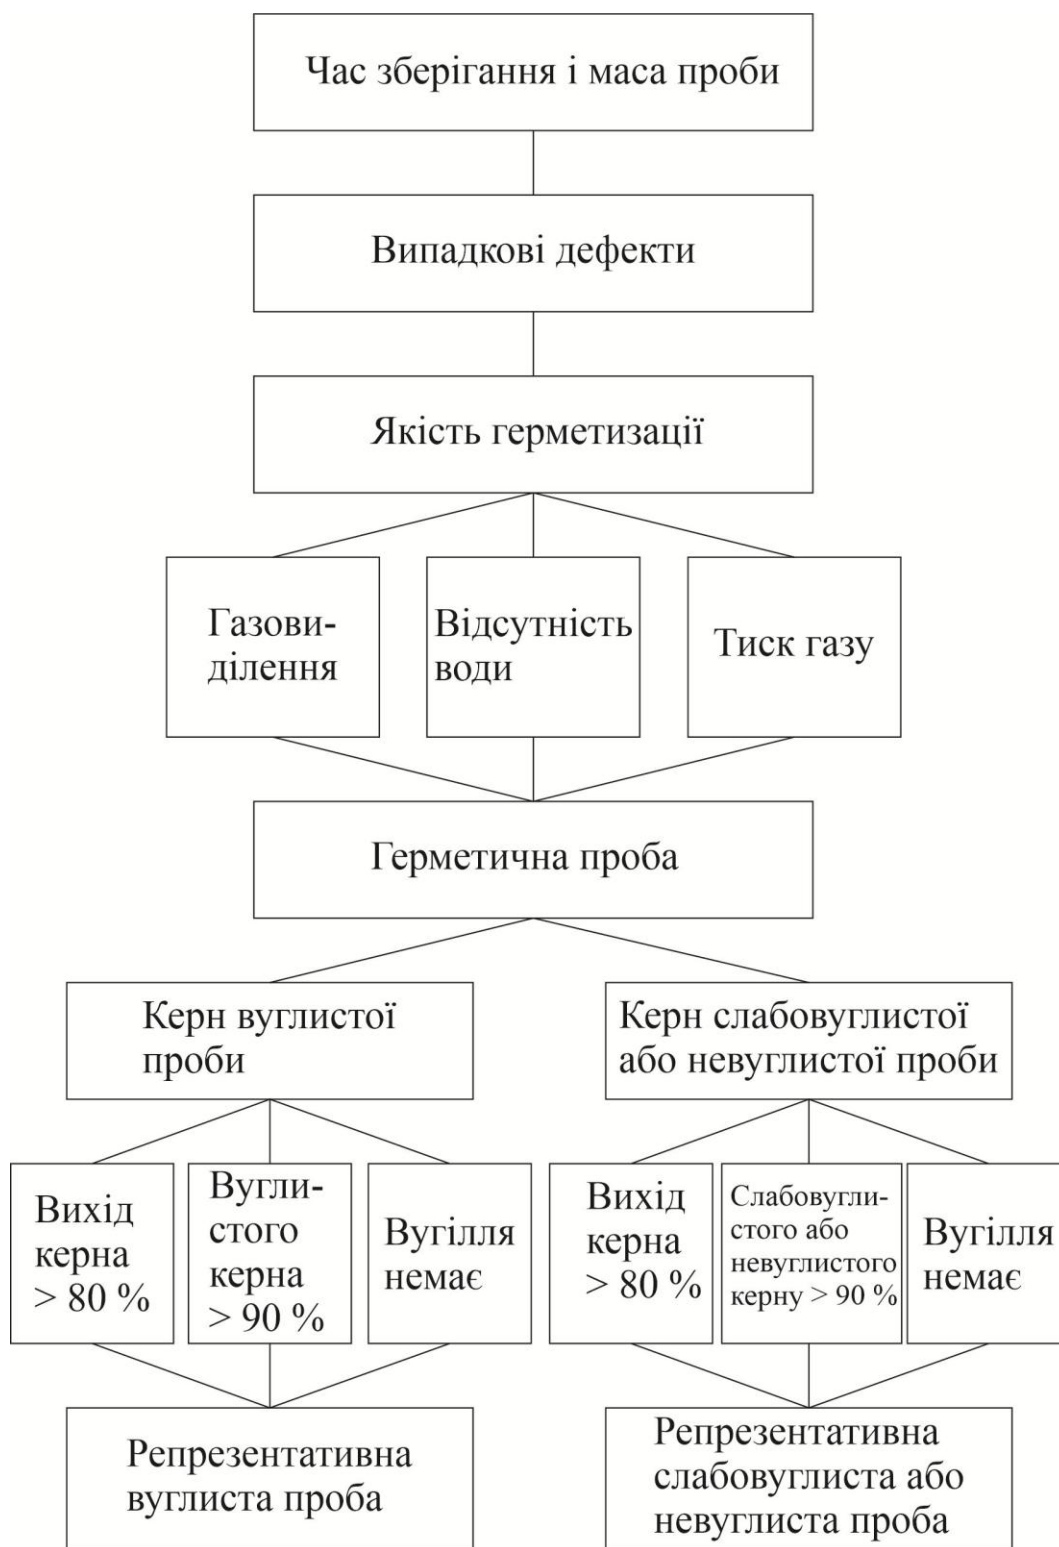 Час зберігання і маса проби
Випадкові дефекти
Якість герметизації
Газови-
ділення
Відсутність
води
Тиск газу
Герметична проба
Керн вуглистої
проби
Керн слабовуглистої
або невуглистої проби
Вихід
керна
> 80 %
Вугли-
стого
керна
> 90 %
Вугілля
немає
Вихід
керна
> 80 %
Слабовугли-
стого або
невуглистого
керну > 90 %
Вугілля
немає
Репрезентативна
вуглиста проба
Репрезентативна
слабовуглиста або
невуглиста проба